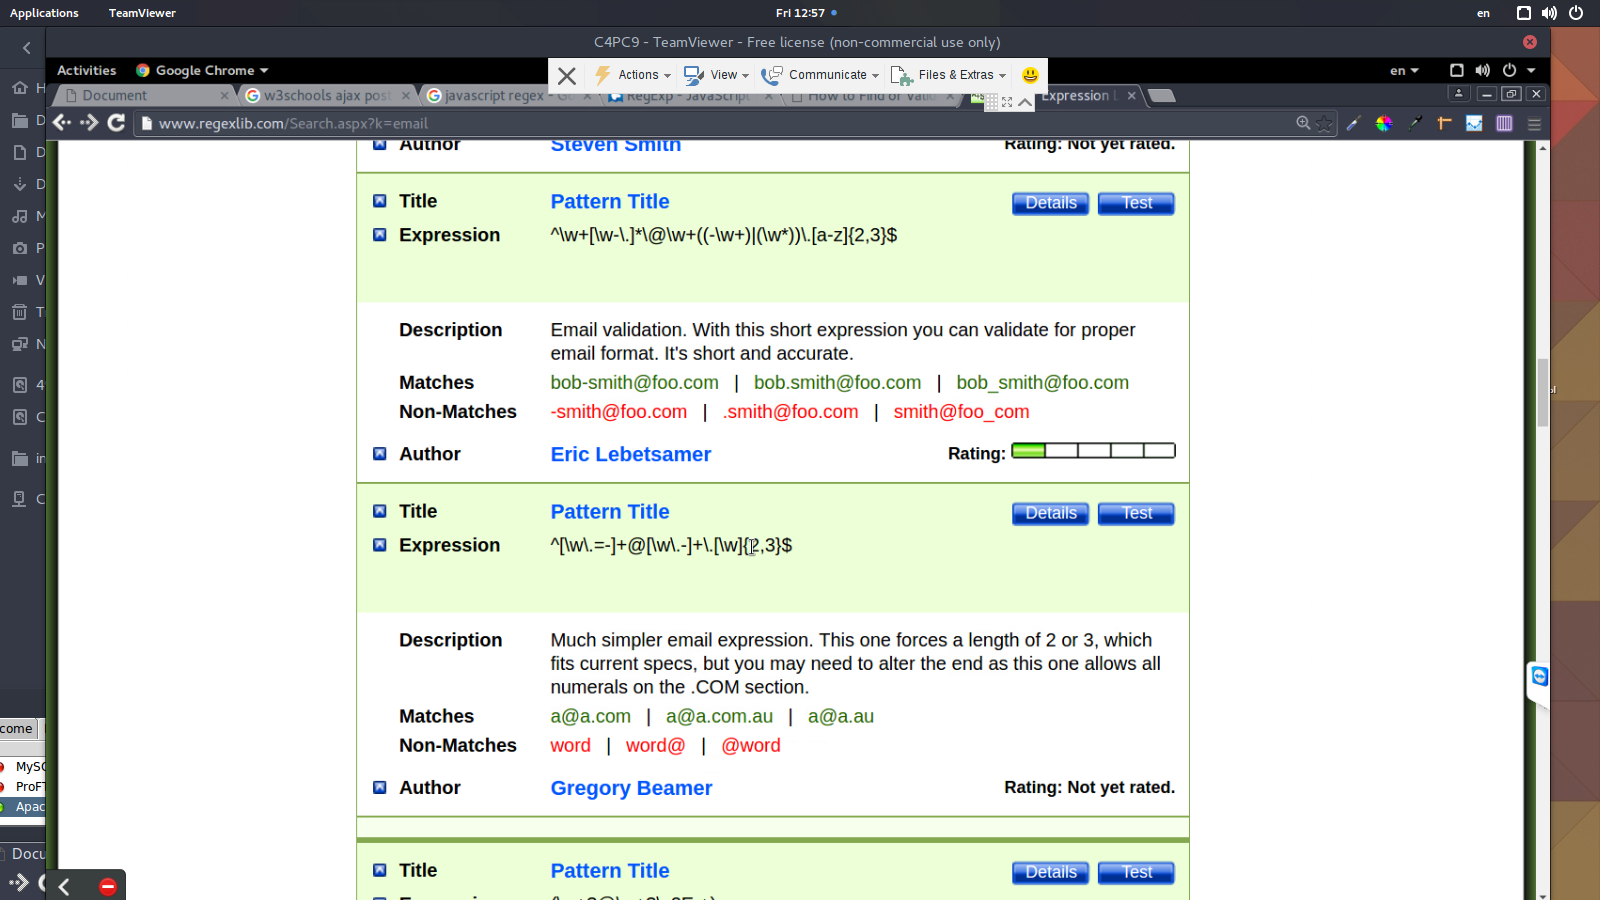 Applications TeamViewer Fri 12:57 en
C4PC9 - TeamViewer - Free license (non-commercial use only)
Activities Google Chrome en
Actions View Communicate Files & Extras
Document w3schools ajax post javascript regex - G RegExp - JavaScript How to Find or Valid Expression L
www.regexlib.com/Search.aspx?k=email
Author Steven Smith Rating: Not yet rated.
Title Pattern Title Details Test
Expression ^\w+[\w-\.]*\@\w+((-\w+)|(\w*))\.[a-z]{2,3}$
Description Email validation. With this short expression you can validate for proper
email format. It's short and accurate.
Matches bob-smith@foo.com | bob.smith@foo.com | bob_smith@foo.com
Non-Matches -smith@foo.com | .smith@foo.com | smith@foo_com
Author Eric Lebetsamer Rating:
Title Pattern Title Details Test
Expression ^[\w\.=-]+@[\w\.-]+\.[\w]{2,3}$
Description Much simpler email expression. This one forces a length of 2 or 3, which
fits current specs, but you may need to alter the end as this one allows all
numerals on the .COM section.
Matches a@a.com | a@a.com.au | a@a.au
Non-Matches word | word@ | @word
Author Gregory Beamer Rating: Not yet rated.
Title Pattern Title Details Test
H
D
D
D
M
P
V
T
N
4
C
in
C
come
MySC
ProFT
Apac
Docu